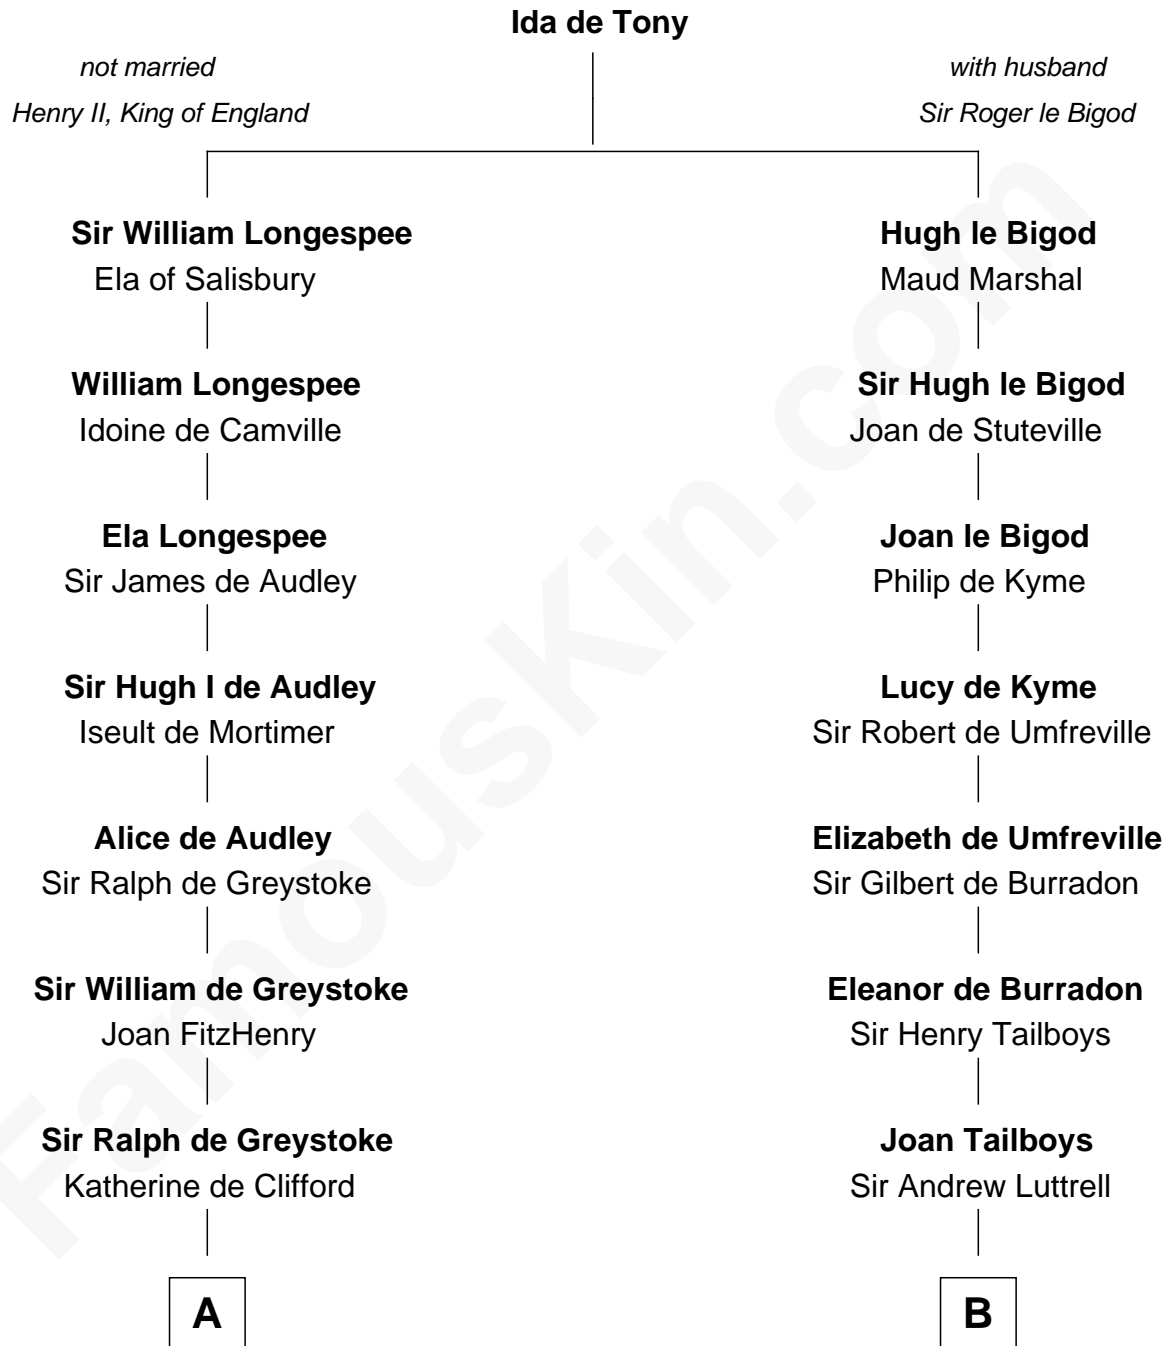 Ida de Tony
not married
Henry II, King of England
with husband
Sir Roger le Bigod
Sir William Longespee
Ela of Salisbury
Hugh le Bigod
Maud Marshal
William Longespee
Idoine de Camville
Sir Hugh le Bigod
Joan de Stuteville
Ela Longespee
Sir James de Audley
Joan le Bigod
Philip de Kyme
Sir Hugh I de Audley
Iseult de Mortimer
Lucy de Kyme
Sir Robert de Umfreville
Alice de Audley
Sir Ralph de Greystoke
Elizabeth de Umfreville
Sir Gilbert de Burradon
Sir William de Greystoke
Joan FitzHenry
Eleanor de Burradon
Sir Henry Tailboys
Sir Ralph de Greystoke
Katherine de Clifford
Joan Tailboys
Sir Andrew Luttrell
A
B
FamousKin.com